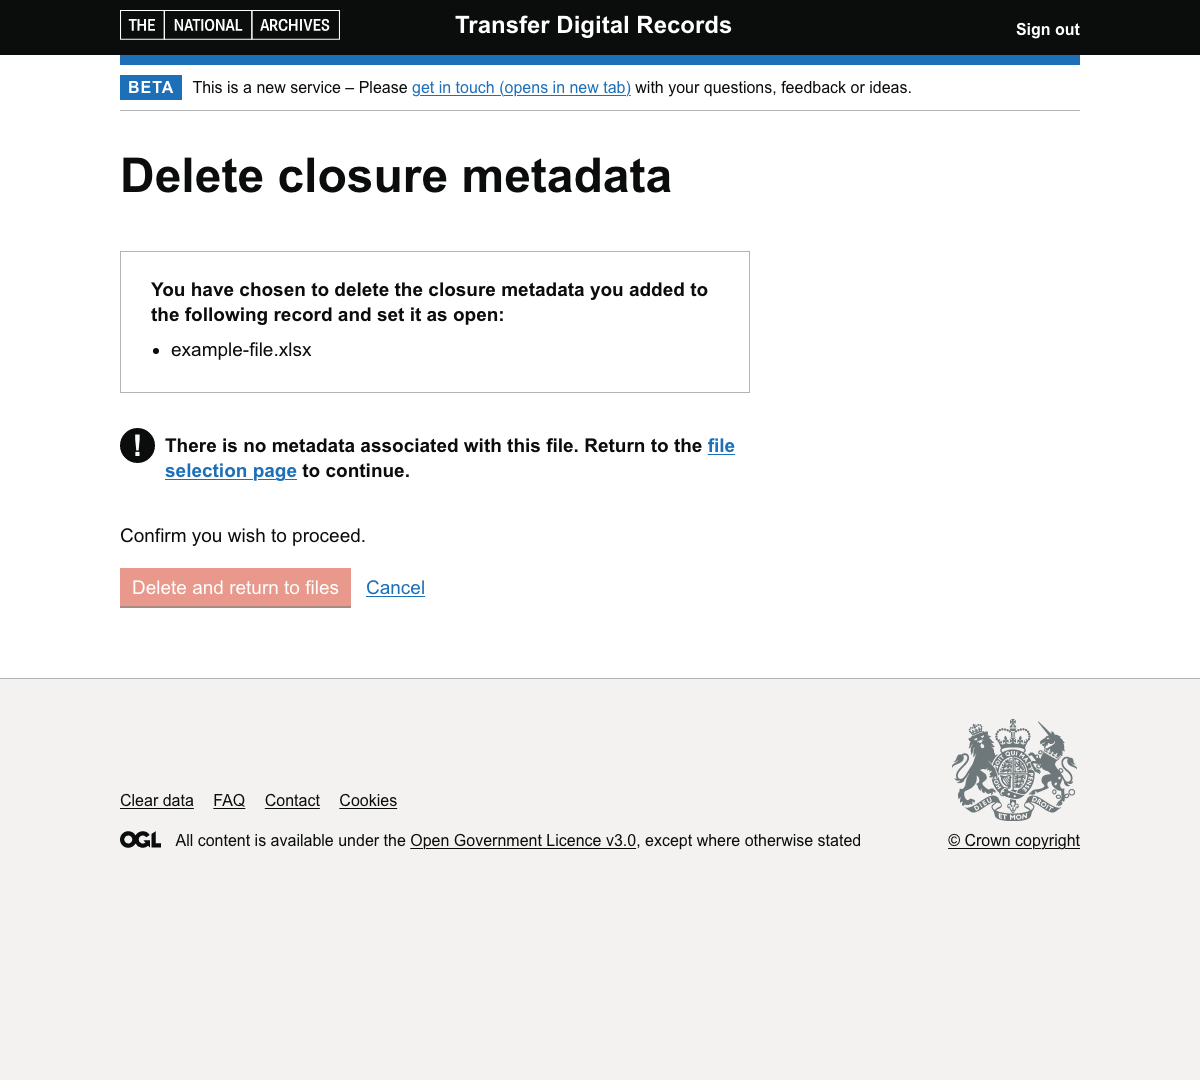 THE NATIONAL ARCHIVES
Transfer Digital Records
Sign out
BETA This is a new service – Please get in touch (opens in new tab) with your questions, feedback or ideas.
Delete closure metadata
You have chosen to delete the closure metadata you added to
the following record and set it as open:
• example-file.xlsx
! There is no metadata associated with this file. Return to the file
selection page to continue.
Confirm you wish to proceed.
Delete and return to files Cancel
Clear data FAQ Contact Cookies
DIEU ET MON DROIT
OGL All content is available under the Open Government Licence v3.0, except where otherwise stated
© Crown copyright